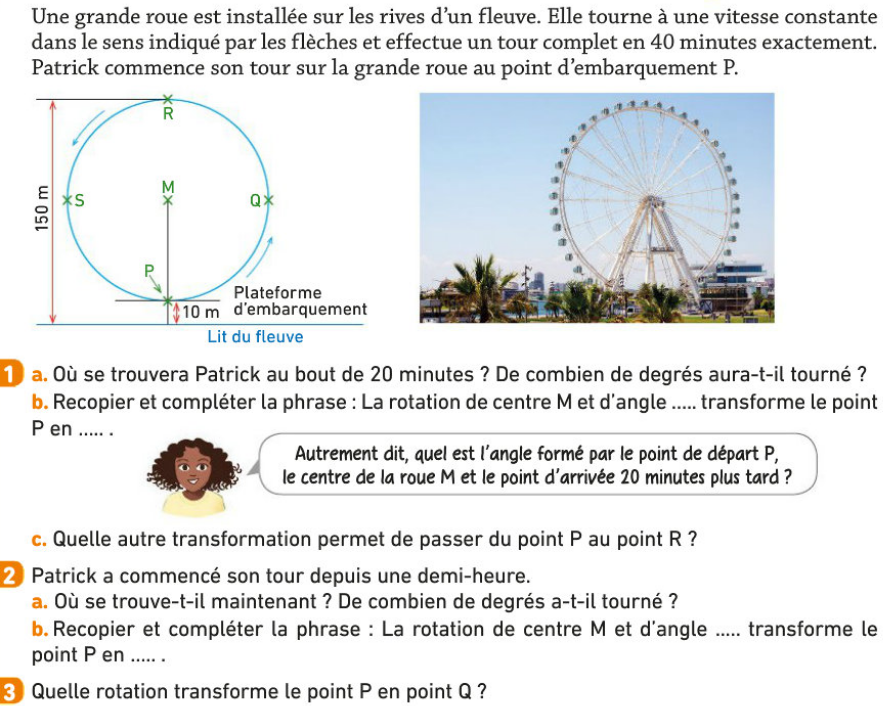 Une grande roue est installée sur les rives d’un fleuve. Elle tourne à une vitesse constante
dans le sens indiqué par les flèches et effectue un tour complet en 40 minutes exactement.
Patrick commence son tour sur la grande roue au point d’embarquement P.
R
150 m
S
M
Q
P
Plateforme
10 m d’embarquement
Lit du fleuve
1 a. Où se trouvera Patrick au bout de 20 minutes ? De combien de degrés aura-t-il tourné ?
b. Recopier et compléter la phrase : La rotation de centre M et d’angle ..... transforme le point
P en ..... .
Autrement dit, quel est l’angle formé par le point de départ P,
le centre de la roue M et le point d’arrivée 20 minutes plus tard ?
c. Quelle autre transformation permet de passer du point P au point R ?
2 Patrick a commencé son tour depuis une demi-heure.
a. Où se trouve-t-il maintenant ? De combien de degrés a-t-il tourné ?
b. Recopier et compléter la phrase : La rotation de centre M et d’angle ..... transforme le
point P en ..... .
3 Quelle rotation transforme le point P en point Q ?